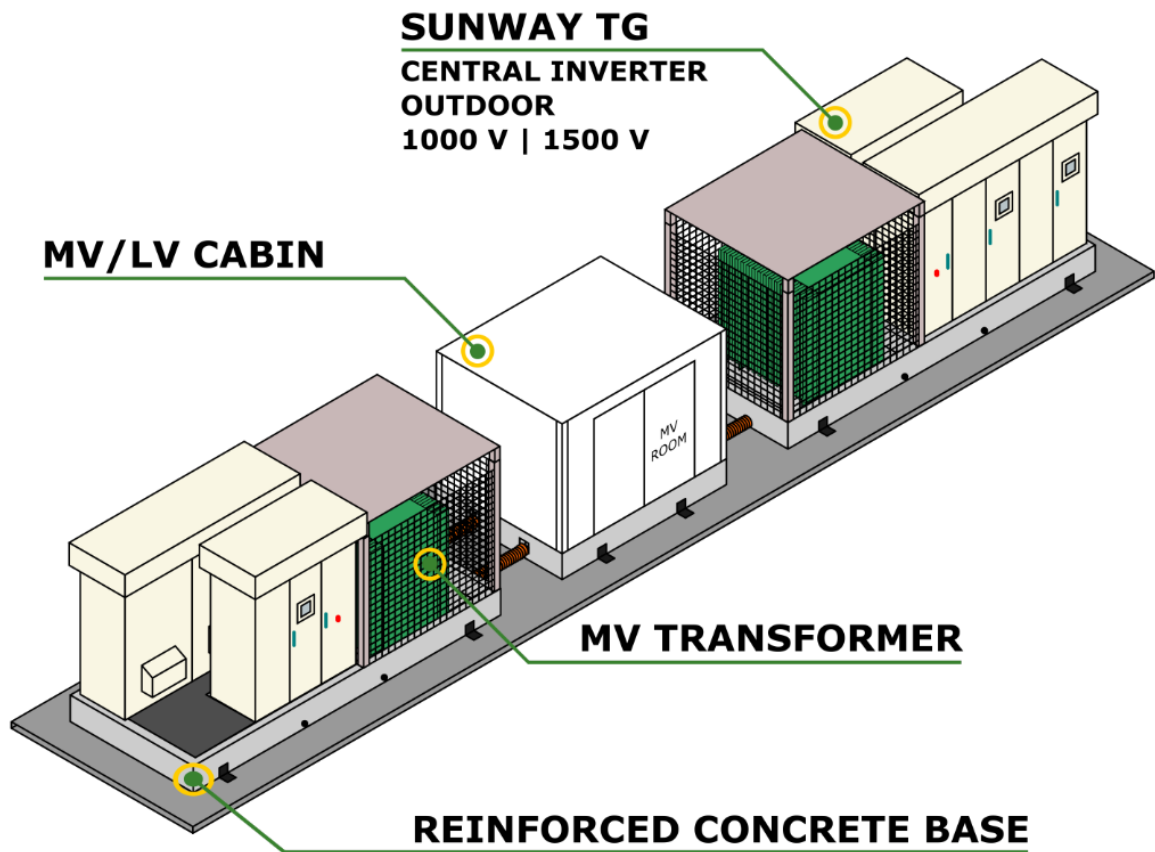 SUNWAY TG
CENTRAL INVERTER
OUTDOOR
1000 V | 1500 V
MV/LV CABIN
MV
ROOM
MV TRANSFORMER
REINFORCED CONCRETE BASE